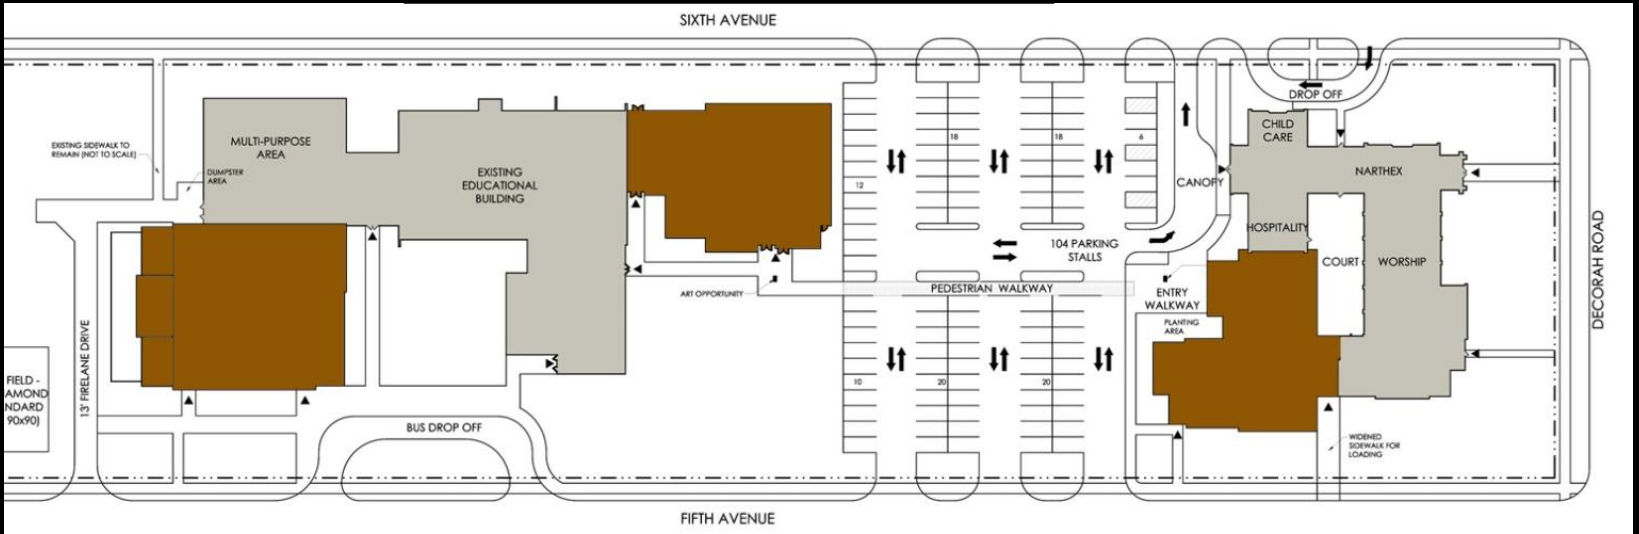 SIXTH AVENUE
DROP OFF
CHILD
CARE
MULTI-PURPOSE
AREA
EXISTING SIDEWALK TO
REMAIN (NOT TO SCALE)
DUMPSTER
AREA
EXISTING
EDUCATIONAL
BUILDING
18
18
6
12
CANOPY
NARTHEX
HOSPITALITY
104 PARKING
STALLS
COURT
WORSHIP
DECORAH ROAD
ART OPPORTUNITY
PEDESTRIAN WALKWAY
ENTRY
WALKWAY
PLANTING
AREA
13' FIRELANE DRIVE
FIELD -
AMOND
NDARD
90x90)
10
20
20
BUS DROP OFF
WIDENED
SIDEWALK FOR
LOADING
FIFTH AVENUE